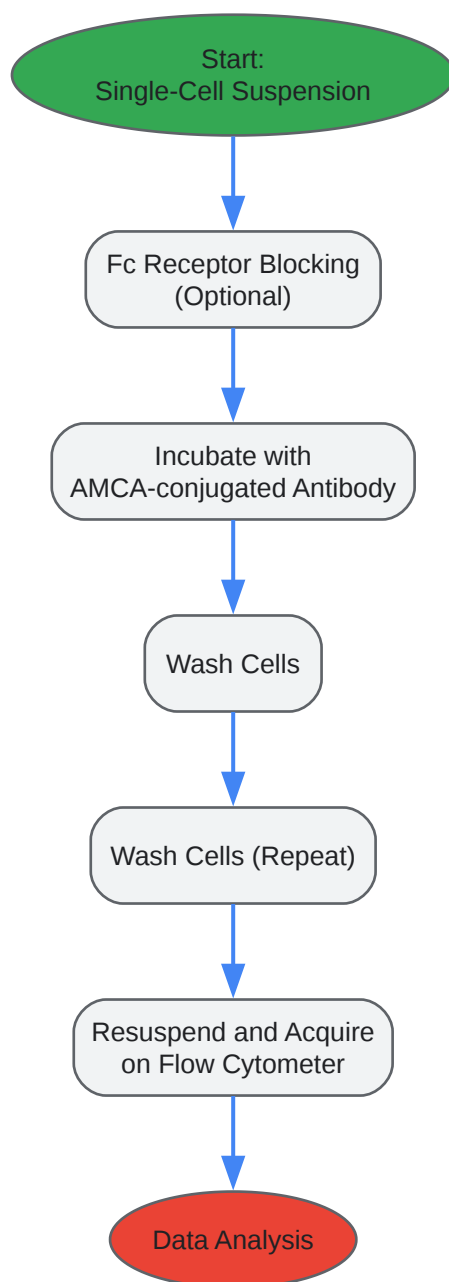 Start:
Single-Cell Suspension
Fc Receptor Blocking
(Optional)
Incubate with
AMCA-conjugated Antibody
Wash Cells
Wash Cells (Repeat)
Resuspend and Acquire
on Flow Cytometer
Data Analysis